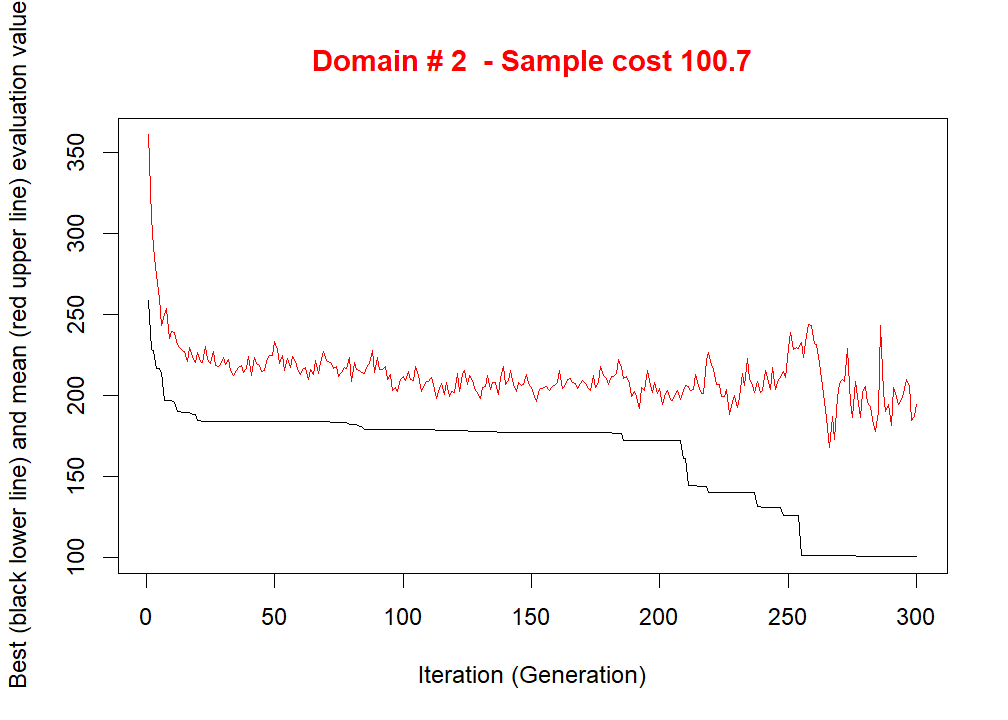 Domain # 2  - Sample cost 100.7
Best (black lower line) and mean (red upper line) evaluation value
350
300
250
200
150
100
0 50 100 150 200 250 300
Iteration (Generation)